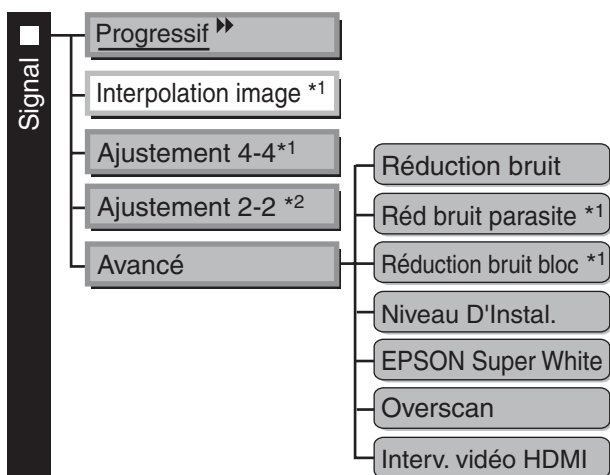 Signal
Progressif
Interpolation image *1
Ajustement 4-4*1
Ajustement 2-2 *2
Avancé
Réduction bruit
Réd bruit parasite *1
Réduction bruit bloc *1
Niveau D'Instal.
EPSON Super White
Overscan
Interv. vidéo HDMI